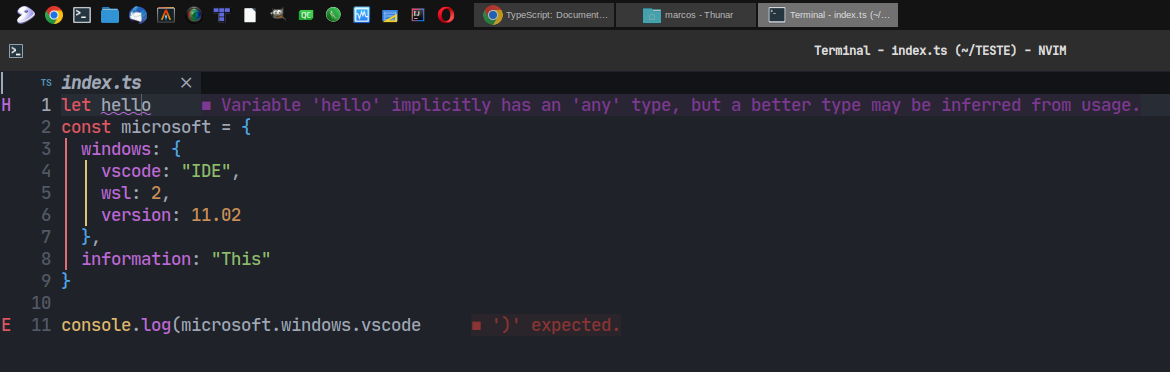 TypeScript: Document...
marcos - Thunar
Terminal - index.ts (~/...
Terminal - index.ts (~/TESTE) - NVIM
TS index.ts ×
H 1 let hello ■ Variable 'hello' implicitly has an 'any' type, but a better type may be inferred from usage.
2 const microsoft = {
3 windows: {
4 vscode: "IDE",
5 wsl: 2,
6 version: 11.02
7 },
8 information: "This"
9 }
10
E 11 console.log(microsoft.windows.vscode ■ ')' expected.